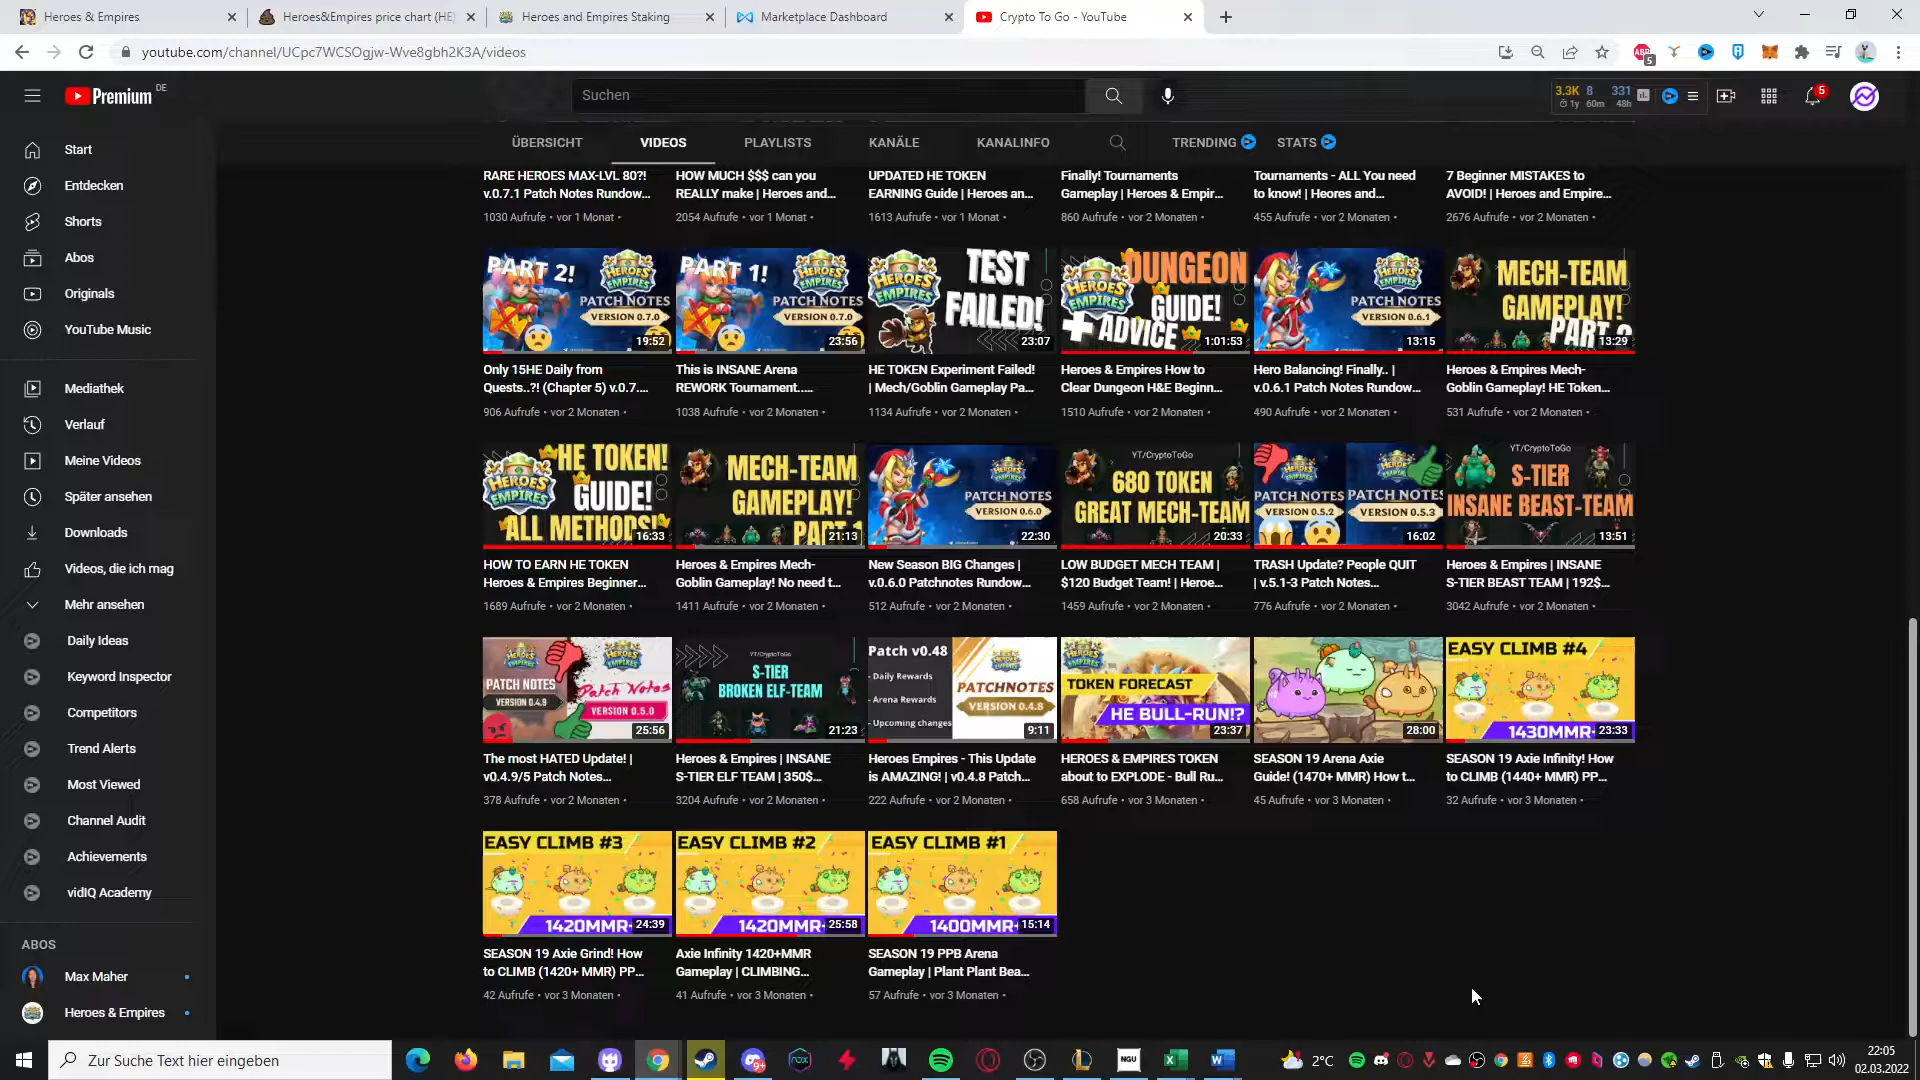 Heroes & Empires
Heroes&Empires price chart (HE)
Heroes and Empires Staking
Marketplace Dashboard
Crypto To Go - YouTube
youtube.com/channel/UCpc7WCSOgjw-Wve8gbh2K3A/videos
ABP
5
Premium
DE
Suchen
3.3K 8 331
1y 60m 48h
5
ÜBERSICHT
VIDEOS
PLAYLISTS
KANÄLE
KANALINFO
TRENDING
STATS
Start
Entdecken
Shorts
Abos
Originals
YouTube Music
Mediathek
Verlauf
Meine Videos
Später ansehen
Downloads
Videos, die ich mag
Mehr ansehen
Daily Ideas
Keyword Inspector
Competitors
Trend Alerts
Most Viewed
Channel Audit
Achievements
vidIQ Academy
ABOS
Max Maher
Heroes & Empires
RARE HEROES MAX-LVL 80?!
v.0.7.1 Patch Notes Rundow...
1030 Aufrufe • vor 1 Monat •
HOW MUCH $$$ can you
REALLY make | Heroes and...
2054 Aufrufe • vor 1 Monat •
UPDATED HE TOKEN
EARNING Guide | Heroes an...
1613 Aufrufe • vor 1 Monat •
Finally! Tournaments
Gameplay | Heroes & Empir...
860 Aufrufe • vor 2 Monaten •
Tournaments - ALL You need
to know! | Heores and...
455 Aufrufe • vor 2 Monaten •
7 Beginner MISTAKES to
AVOID! | Heroes and Empire...
2676 Aufrufe • vor 2 Monaten •
PART 2!
HEROES EMPIRES
PATCH NOTES
VERSION 0.7.0
19:52
Only 15HE Daily from
Quests..?! (Chapter 5) v.0.7....
906 Aufrufe • vor 2 Monaten •
PART 1!
HEROES EMPIRES
PATCH NOTES
VERSION 0.7.0
23:56
This is INSANE Arena
REWORK Tournament.....
1038 Aufrufe • vor 2 Monaten •
HEROES EMPIRES
TEST
FAILED!
23:07
HE TOKEN Experiment Failed!
| Mech/Goblin Gameplay Pa...
1134 Aufrufe • vor 2 Monaten •
HEROES EMPIRES
DUNGEON
GUIDE!
+ ADVICE
1:01:53
Heroes & Empires How to
Clear Dungeon H&E Beginn...
1510 Aufrufe • vor 2 Monaten •
HEROES EMPIRES
PATCH NOTES
VERSION 0.6.1
13:15
Hero Balancing! Finally.. |
v.0.6.1 Patch Notes Rundow...
490 Aufrufe • vor 2 Monaten •
MECH-TEAM
GAMEPLAY!
PART 2
13:29
Heroes & Empires Mech-
Goblin Gameplay! HE Token...
531 Aufrufe • vor 2 Monaten •
HEROES EMPIRES
HE TOKEN!
GUIDE!
ALL METHODS!
16:33
HOW TO EARN HE TOKEN
Heroes & Empires Beginner...
1689 Aufrufe • vor 2 Monaten •
MECH-TEAM
GAMEPLAY!
PART 1
21:13
Heroes & Empires Mech-
Goblin Gameplay! No need t...
1411 Aufrufe • vor 2 Monaten •
HEROES EMPIRES
PATCH NOTES
VERSION 0.6.0
22:30
New Season BIG Changes |
v.0.6.0 Patchnotes Rundow...
512 Aufrufe • vor 2 Monaten •
YT/CryptoToGo
680 TOKEN
GREAT MECH-TEAM
20:33
LOW BUDGET MECH TEAM |
$120 Budget Team! | Heroe...
1459 Aufrufe • vor 2 Monaten •
PATCH NOTES
VERSION 0.5.2
PATCH NOTES
VERSION 0.5.3
16:02
TRASH Update? People QUIT
| v.5.1-3 Patch Notes...
776 Aufrufe • vor 2 Monaten •
YT/CryptoToGo
S-TIER
INSANE BEAST-TEAM
13:51
Heroes & Empires | INSANE
S-TIER BEAST TEAM | 192$...
3042 Aufrufe • vor 2 Monaten •
PATCH NOTES
VERSION 0.4.9
Patch Notes
VERSION 0.5.0
25:56
The most HATED Update! |
v0.4.9/5 Patch Notes...
378 Aufrufe • vor 2 Monaten •
YT/CryptoToGo
S-TIER
BROKEN ELF-TEAM
21:23
Heroes & Empires | INSANE
S-TIER ELF TEAM | 350$...
3204 Aufrufe • vor 2 Monaten •
Patch v0.48
- Daily Rewards
- Arena Rewards
- Upcoming changes
PATCHNOTES
VERSION 0.4.8
9:11
Heroes Empires - This Update
is AMAZING! | v0.4.8 Patch...
222 Aufrufe • vor 2 Monaten •
HEROES EMPIRES
TOKEN FORECAST
HE BULL-RUN!?
23:37
HEROES & EMPIRES TOKEN
about to EXPLODE - Bull Ru...
658 Aufrufe • vor 3 Monaten •
28:00
SEASON 19 Arena Axie
Guide! (1470+ MMR) How t...
45 Aufrufe • vor 3 Monaten •
EASY CLIMB #4
1430MMR+
23:33
SEASON 19 Axie Infinity! How
to CLIMB (1440+ MMR) PP...
32 Aufrufe • vor 3 Monaten •
EASY CLIMB #3
1420MMR+
24:39
SEASON 19 Axie Grind! How
to CLIMB (1420+ MMR) PP...
42 Aufrufe • vor 3 Monaten •
EASY CLIMB #2
1420MMR+
25:58
Axie Infinity 1420+MMR
Gameplay | CLIMBING...
41 Aufrufe • vor 3 Monaten •
EASY CLIMB #1
1400MMR+
15:14
SEASON 19 PPB Arena
Gameplay | Plant Plant Bea...
57 Aufrufe • vor 3 Monaten •
Zur Suche Text hier eingeben
9+
NGU
2°C
22:05
02.03.2022